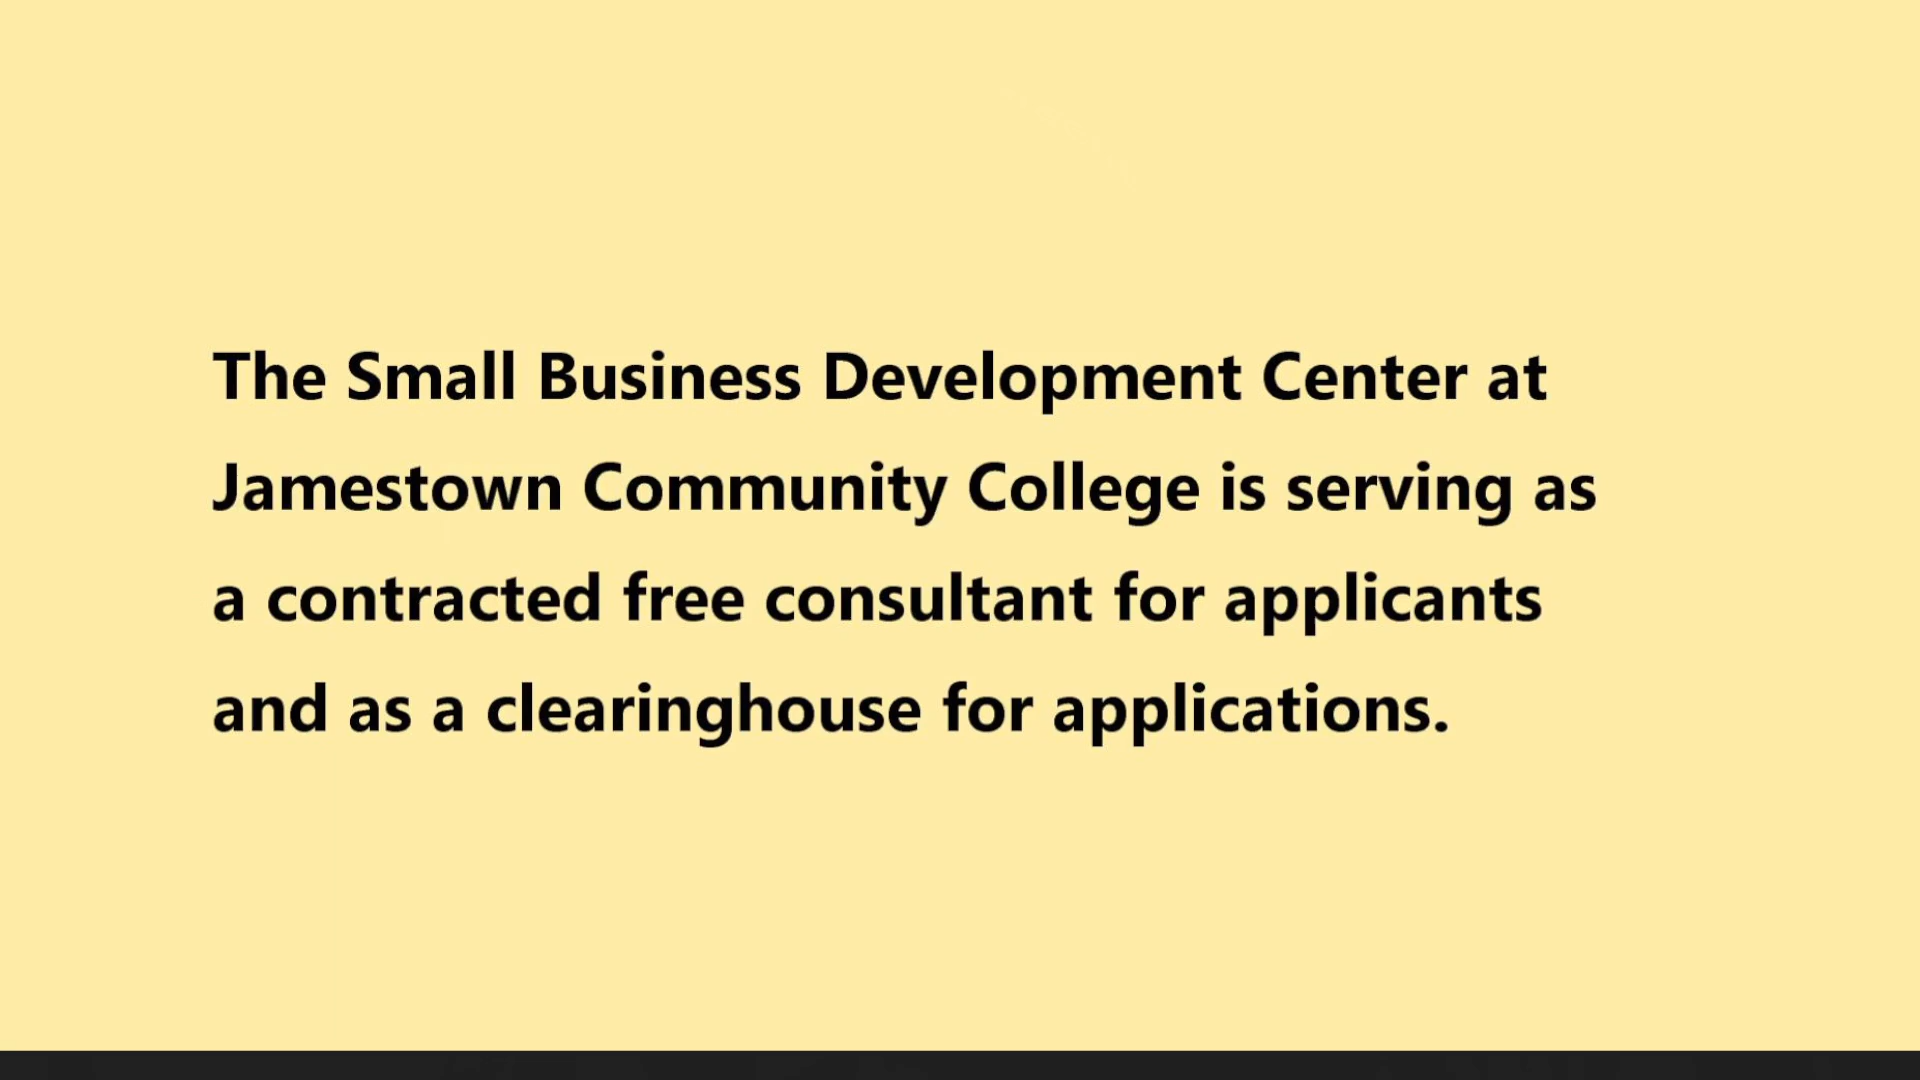 The Small Business Development Center at
Jamestown Community College is serving as
a contracted free consultant for applicants
and as a clearinghouse for applications.